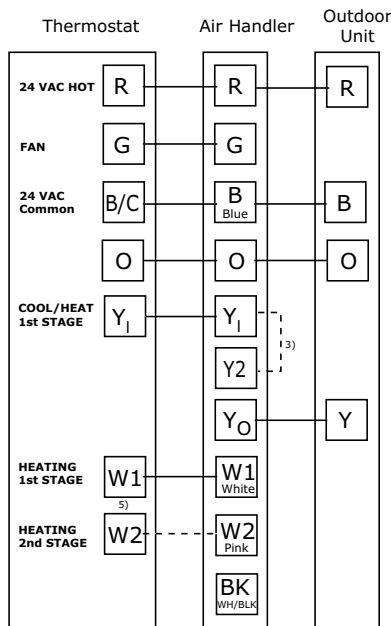 Thermostat Air Handler Outdoor Unit
24 VAC HOT R R R
FAN G G
24 VAC Common B/C B Blue B
O O O
COOL/HEAT 1st STAGE YI YI 3)
Y2
YO Y
HEATING 1st STAGE W1 W1 White
5)
HEATING 2nd STAGE W2 W2 Pink
BK WH/BLK